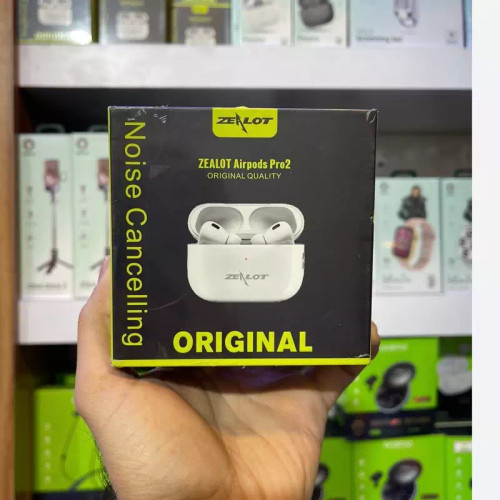 ZEALOT
ZEALOT Airpods Pro2
ORIGINAL QUALITY
Noise Cancelling
ZEALOT
ORIGINAL